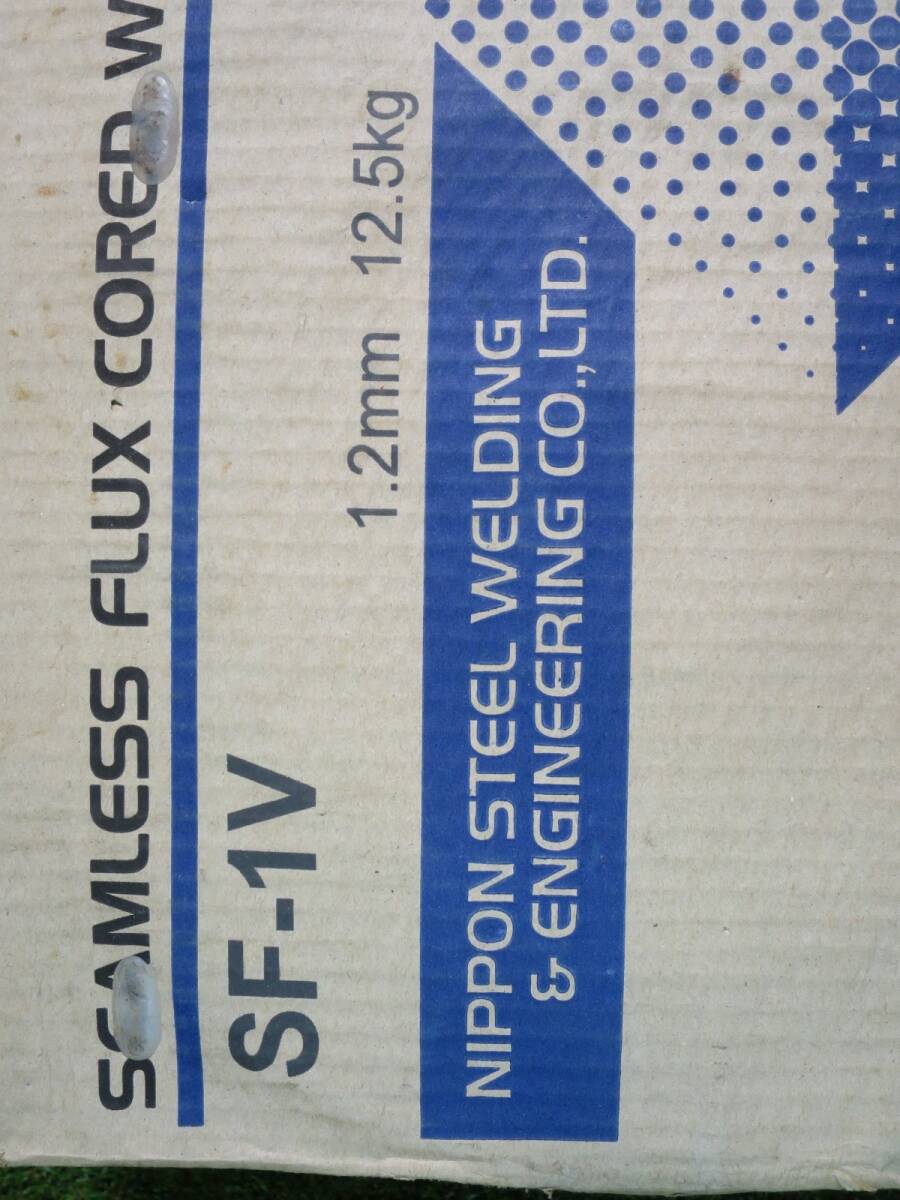 SEAMLESS FLUX CORED W
SF-1V
1.2mm 12.5kg
NIPPON STEEL WELDING
& ENGINEERING CO.,LTD.